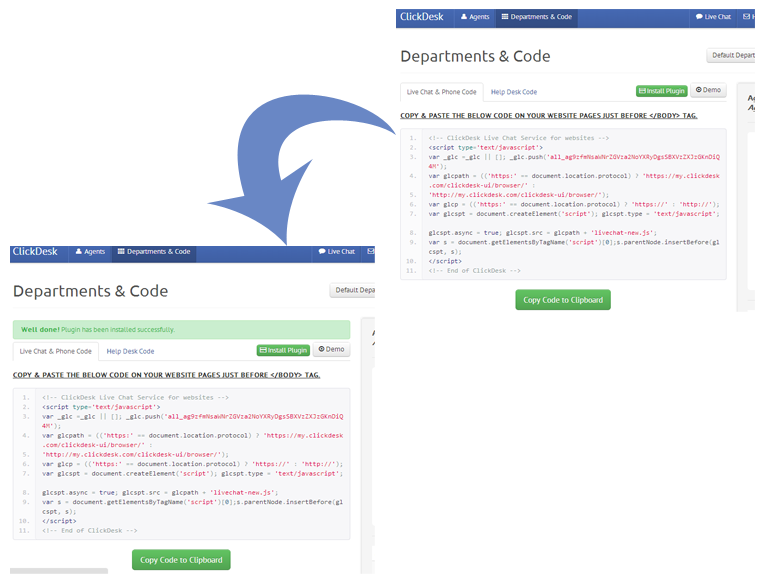 ClickDesk Agents Departments & Code Live Chat
Departments & Code
Default Depart
Live Chat & Phone Code Help Desk Code Install Plugin Demo
COPY & PASTE THE BELOW CODE ON YOUR WEBSITE PAGES JUST BEFORE </BODY> TAG.
1. <!-- ClickDesk Live Chat Service for websites -->
2. <script type='text/javascript'>
3. var _glc =_glc || []; _glc.push('all_ag9zfmNsaWNrZGVza2NoYXRyDgsSBXVzZXJzGKnDiQ
4M');
4. var glcpath = (('https:' == document.location.protocol) ? 'https://my.clickdesk
.com/clickdesk-ui/browser/' :
5. 'http://my.clickdesk.com/clickdesk-ui/browser/');
6. var glcp = (('https:' == document.location.protocol) ? 'https://' : 'http://');
7. var glcspt = document.createElement('script'); glcspt.type = 'text/javascript';
8. glcspt.async = true; glcspt.src = glcpath + 'livechat-new.js';
9. var s = document.getElementsByTagName('script')[0];s.parentNode.insertBefore(gl
cspt, s);
10. </script>
11. <!-- End of ClickDesk -->
Copy Code to Clipboard
ClickDesk Agents Departments & Code Live Chat
Departments & Code
Default Depa
Well done! Plugin has been installed successfully.
Live Chat & Phone Code Help Desk Code Install Plugin Demo
COPY & PASTE THE BELOW CODE ON YOUR WEBSITE PAGES JUST BEFORE </BODY> TAG.
1. <!-- ClickDesk Live Chat Service for websites -->
2. <script type='text/javascript'>
3. var _glc =_glc || []; _glc.push('all_ag9zfmNsaWNrZGVza2NoYXRyDgsSBXVzZXJzGKnDiQ
4M');
4. var glcpath = (('https:' == document.location.protocol) ? 'https://my.clickdesk
.com/clickdesk-ui/browser/' :
5. 'http://my.clickdesk.com/clickdesk-ui/browser/');
6. var glcp = (('https:' == document.location.protocol) ? 'https://' : 'http://');
7. var glcspt = document.createElement('script'); glcspt.type = 'text/javascript';
8. glcspt.async = true; glcspt.src = glcpath + 'livechat-new.js';
9. var s = document.getElementsByTagName('script')[0];s.parentNode.insertBefore(gl
cspt, s);
10. </script>
11. <!-- End of ClickDesk -->
Copy Code to Clipboard